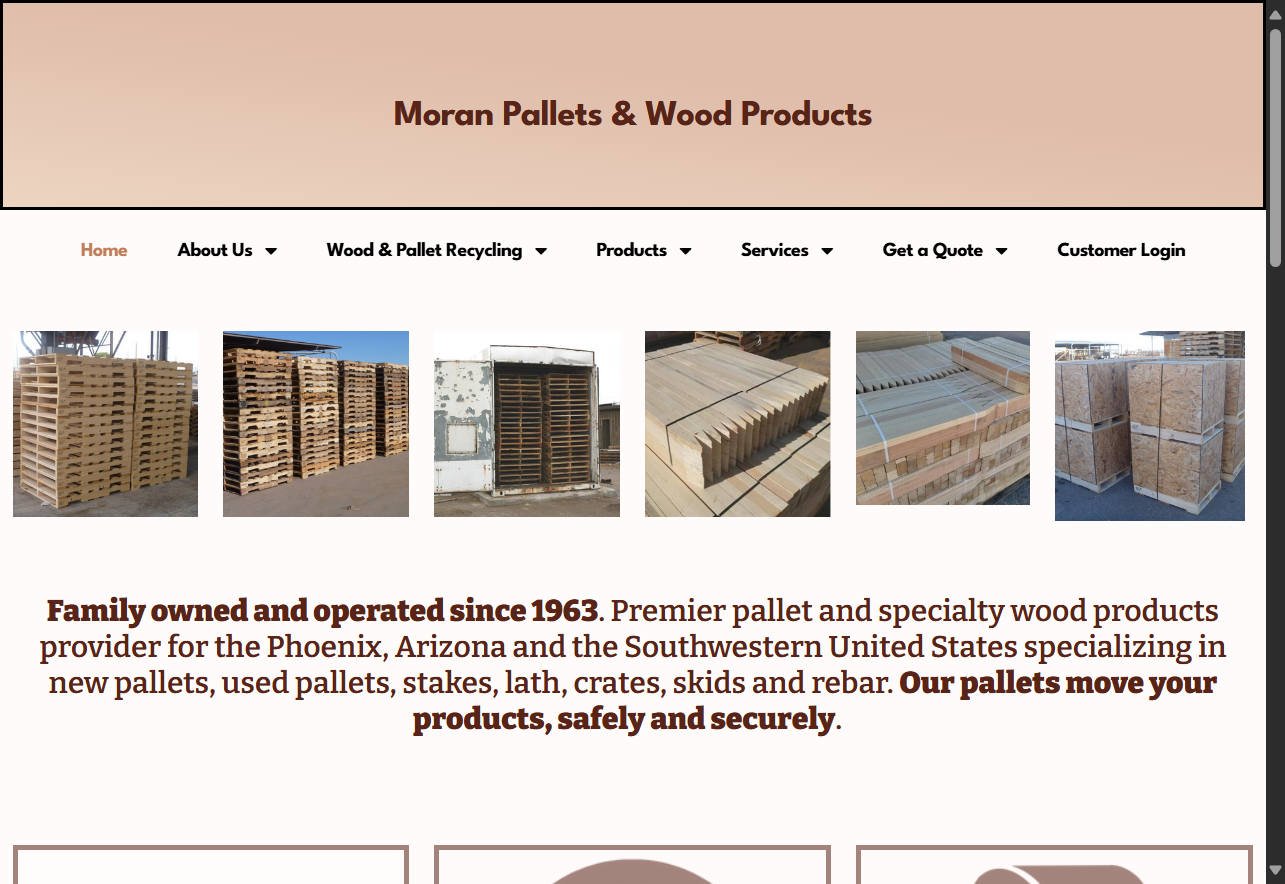 Moran Pallets & Wood Products
Home About Us Wood & Pallet Recycling Products Services Get a Quote Customer Login
Family owned and operated since 1963. Premier pallet and specialty wood products
provider for the Phoenix, Arizona and the Southwestern United States specializing in
new pallets, used pallets, stakes, lath, crates, skids and rebar. Our pallets move your
products, safely and securely.